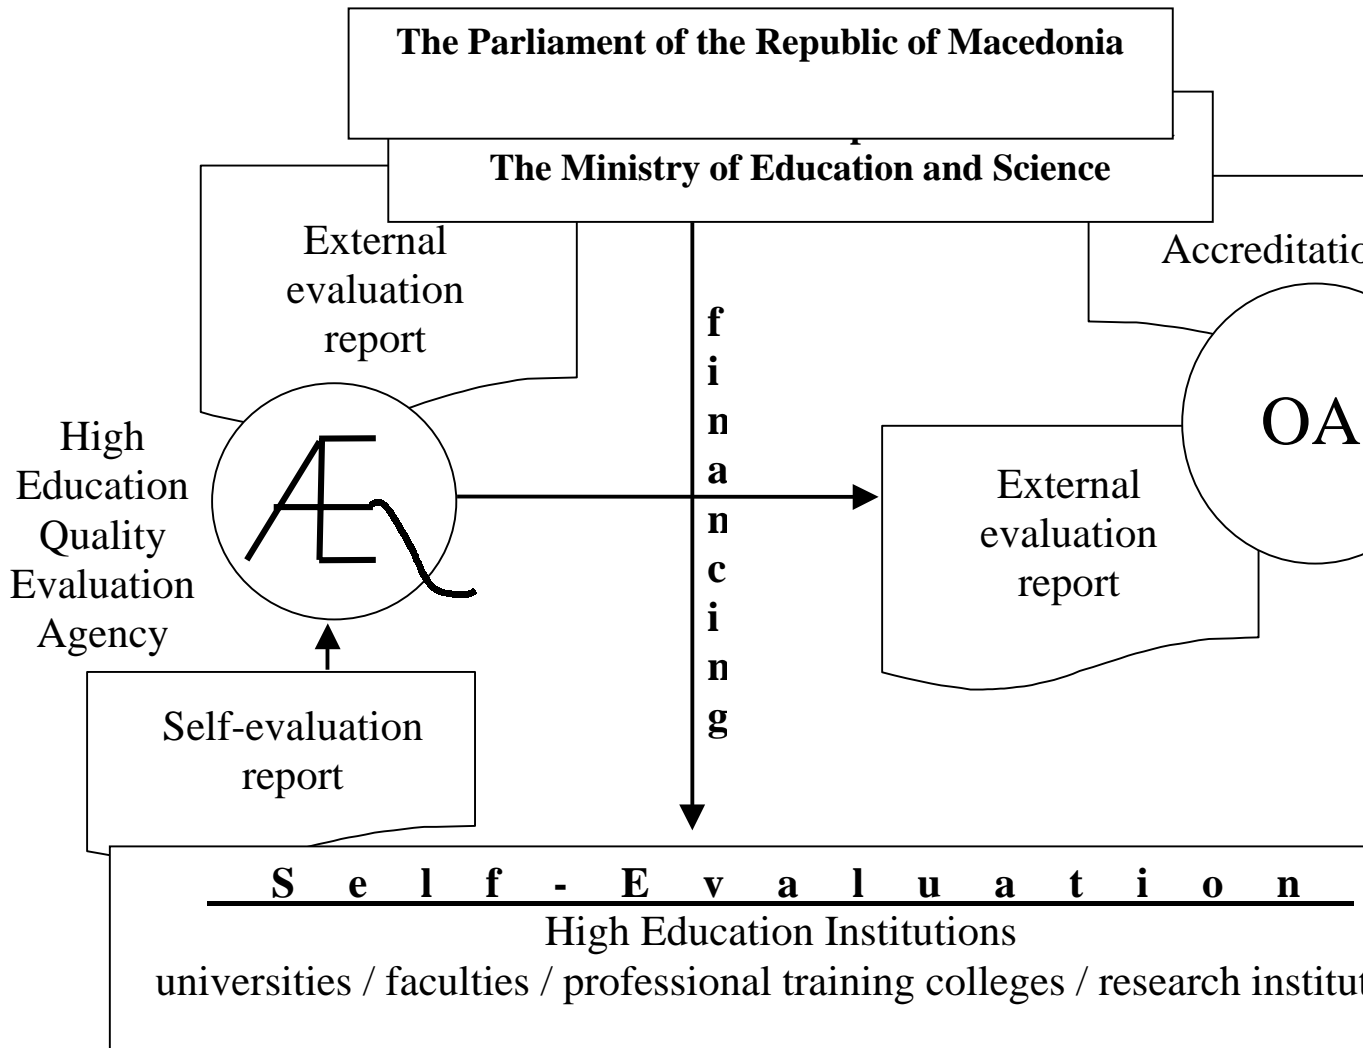 The Parliament of the Republic of Macedonia
The Ministry of Education and Science
External
evaluation
report
Accreditatio
f
i
n
a
n
c
i
n
g
OA
High
Education
Quality
Evaluation
Agency
Æ
External
evaluation
report
Self-evaluation
report
S e l f - E v a l u a t i o n
High Education Institutions
universities / faculties / professional training colleges / research institut